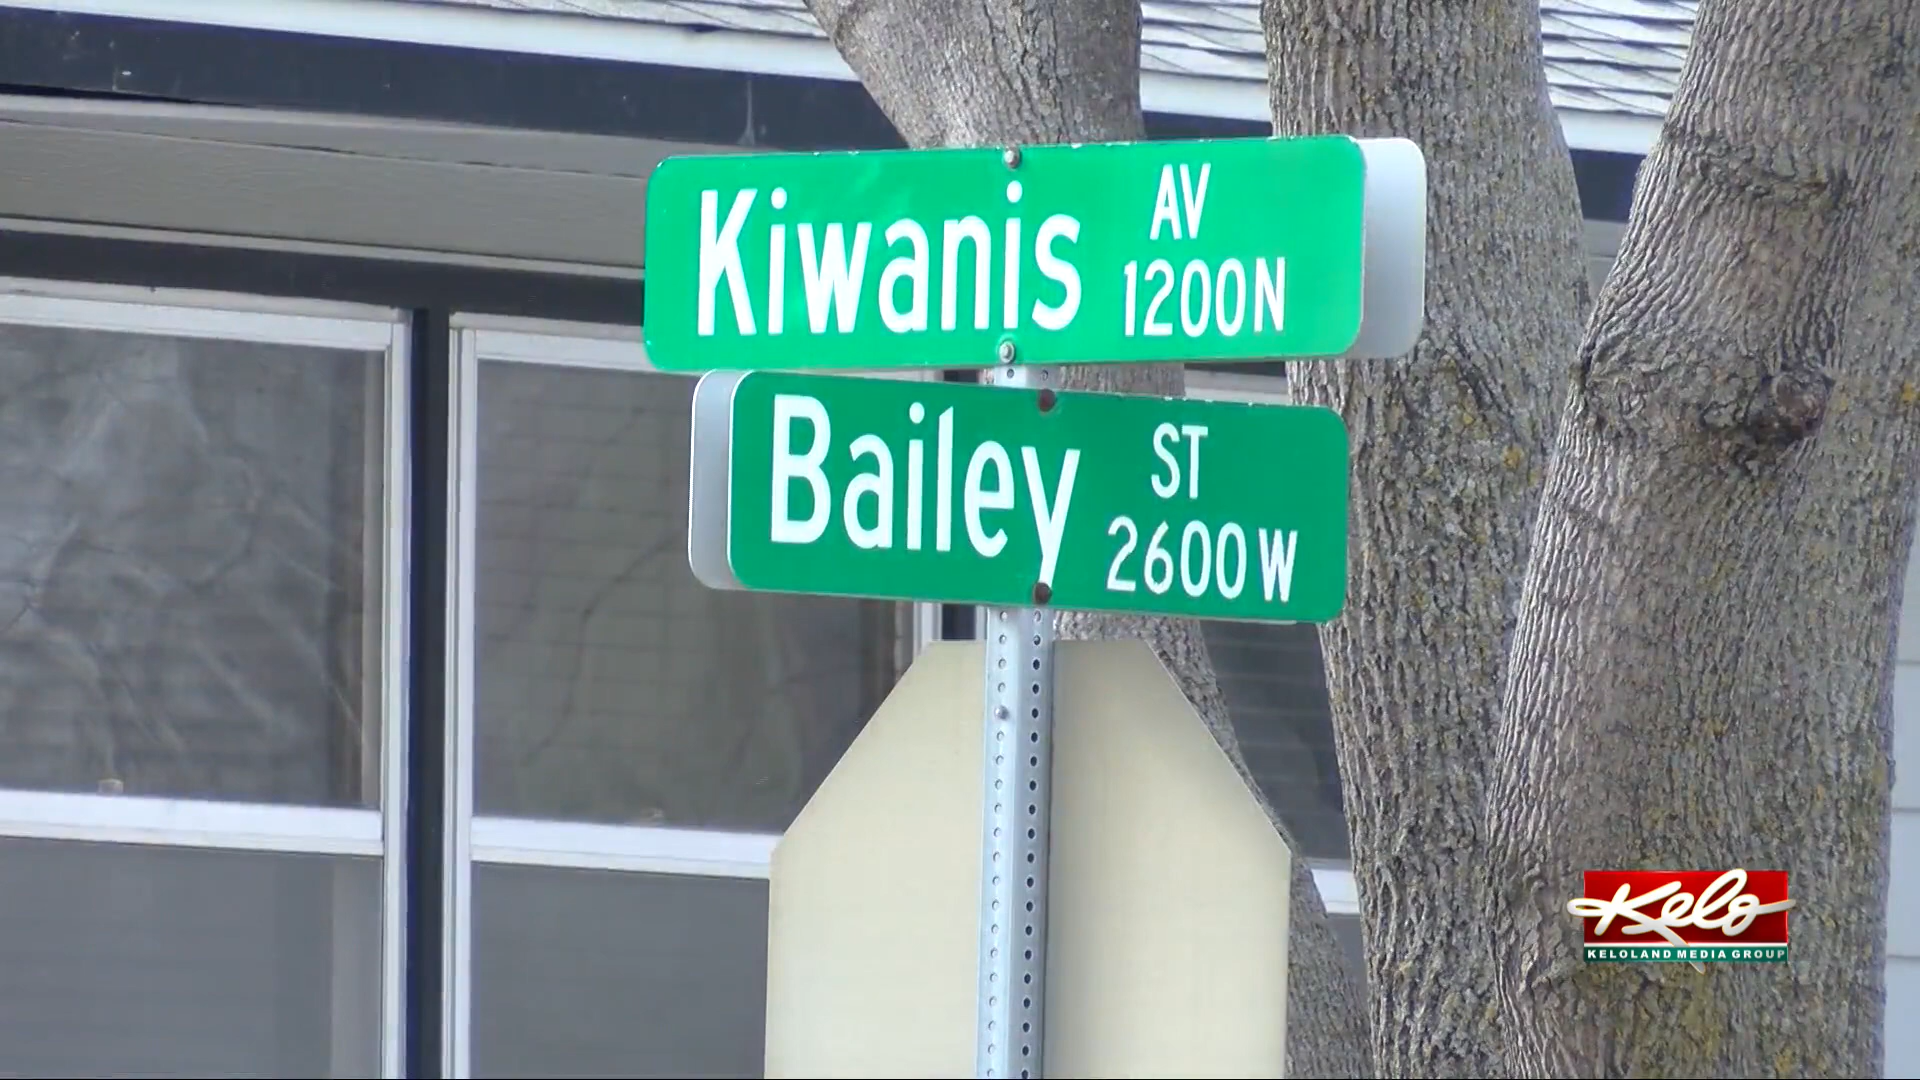 Kiwanis AV
1200N
Bailey ST
2600W
Kelo
KELOLAND MEDIA GROUP